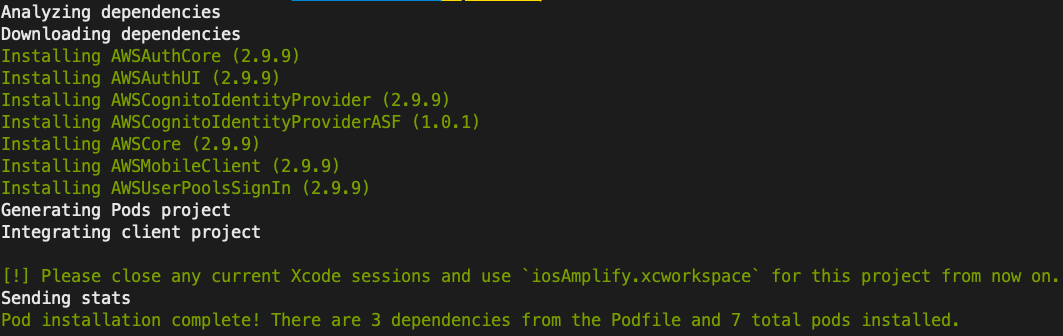 Analyzing dependencies
Downloading dependencies
Installing AWSAuthCore (2.9.9)
Installing AWSAuthUI (2.9.9)
Installing AWSCognitoIdentityProvider (2.9.9)
Installing AWSCognitoIdentityProviderASF (1.0.1)
Installing AWSCore (2.9.9)
Installing AWSMobileClient (2.9.9)
Installing AWSUserPoolsSignIn (2.9.9)
Generating Pods project
Integrating client project
[!] Please close any current Xcode sessions and use `iosAmplify.xcworkspace` for this project from now on.
Sending stats
Pod installation complete! There are 3 dependencies from the Podfile and 7 total pods installed.